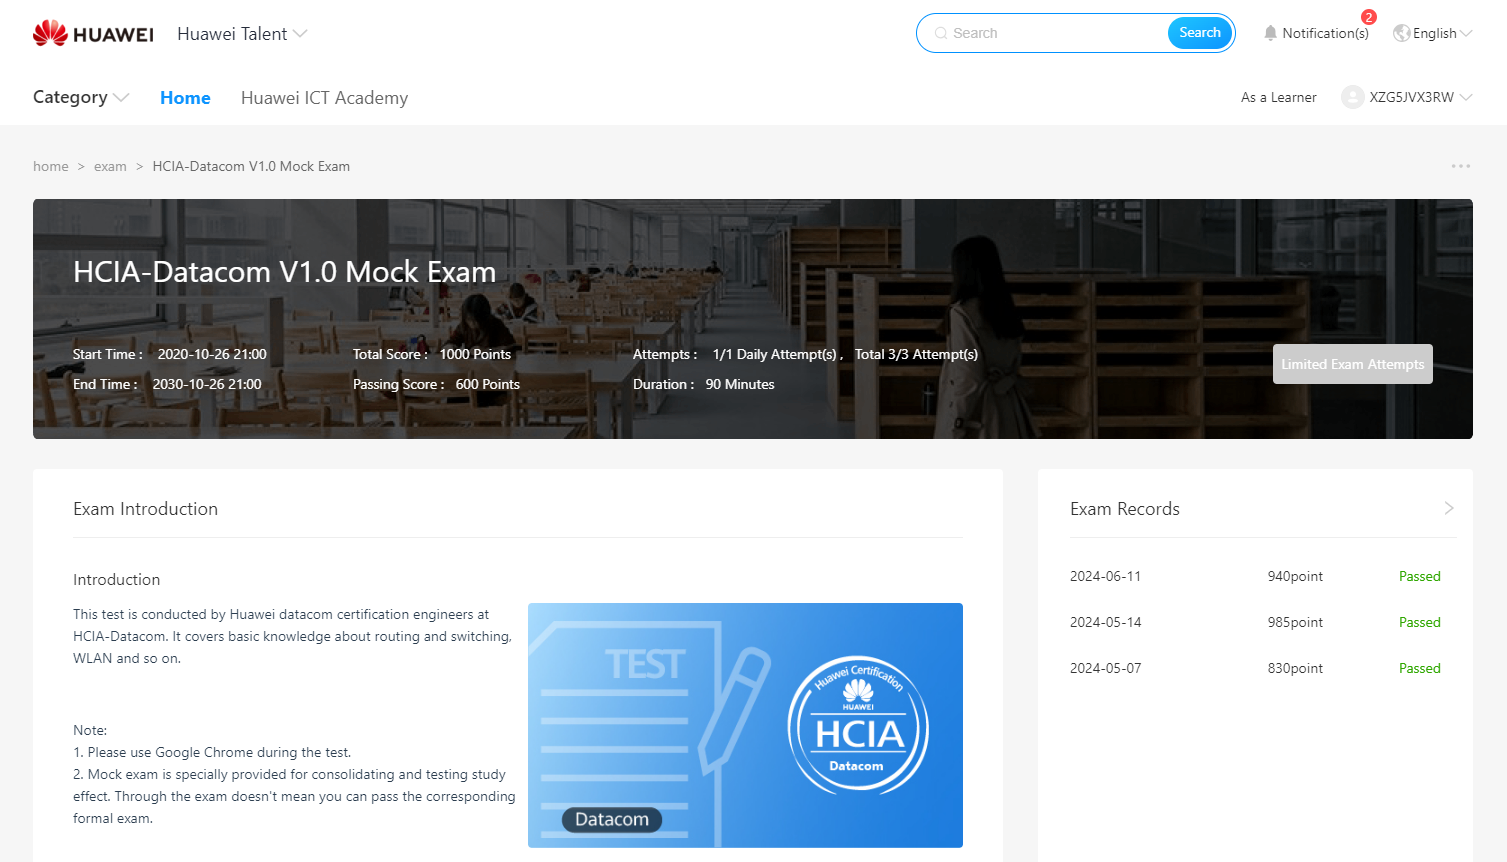 HUAWEI
Huawei Talent
Search
Search
Notification(s)
2
English
Category
Home
Huawei ICT Academy
As a Learner
XZG5JVX3RW
home > exam > HCIA-Datacom V1.0 Mock Exam
HCIA-Datacom V1.0 Mock Exam
Start Time : 2020-10-26 21:00
Total Score : 1000 Points
Attempts : 1/1 Daily Attempt(s) , Total 3/3 Attempt(s)
End Time : 2030-10-26 21:00
Passing Score : 600 Points
Duration : 90 Minutes
Limited Exam Attempts
Exam Introduction
Introduction
This test is conducted by Huawei datacom certification engineers at
HCIA-Datacom. It covers basic knowledge about routing and switching,
WLAN and so on.
Note:
1. Please use Google Chrome during the test.
2. Mock exam is specially provided for consolidating and testing study
effect. Through the exam doesn't mean you can pass the corresponding
formal exam.
TEST
Huawei Certification
HUAWEI
HCIA
Datacom
Datacom
Exam Records
2024-06-11 940point Passed
2024-05-14 985point Passed
2024-05-07 830point Passed